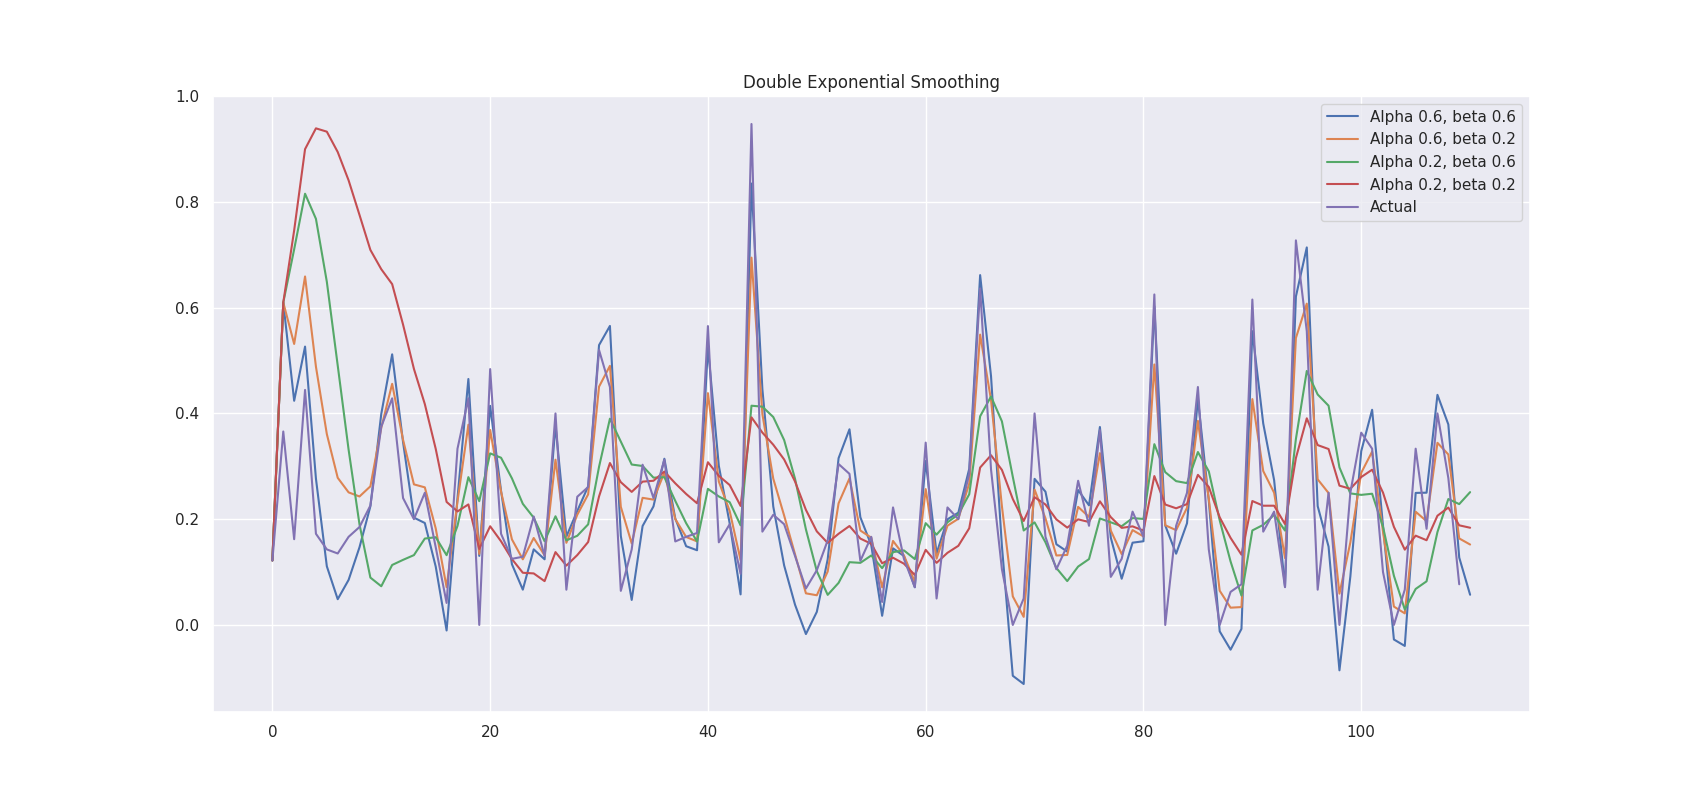 Double Exponential Smoothing
1.0
0.8
0.6
0.4
0.2
0.0
Alpha 0.6, beta 0.6
Alpha 0.6, beta 0.2
Alpha 0.2, beta 0.6
Alpha 0.2, beta 0.2
Actual
0 20 40 60 80 100